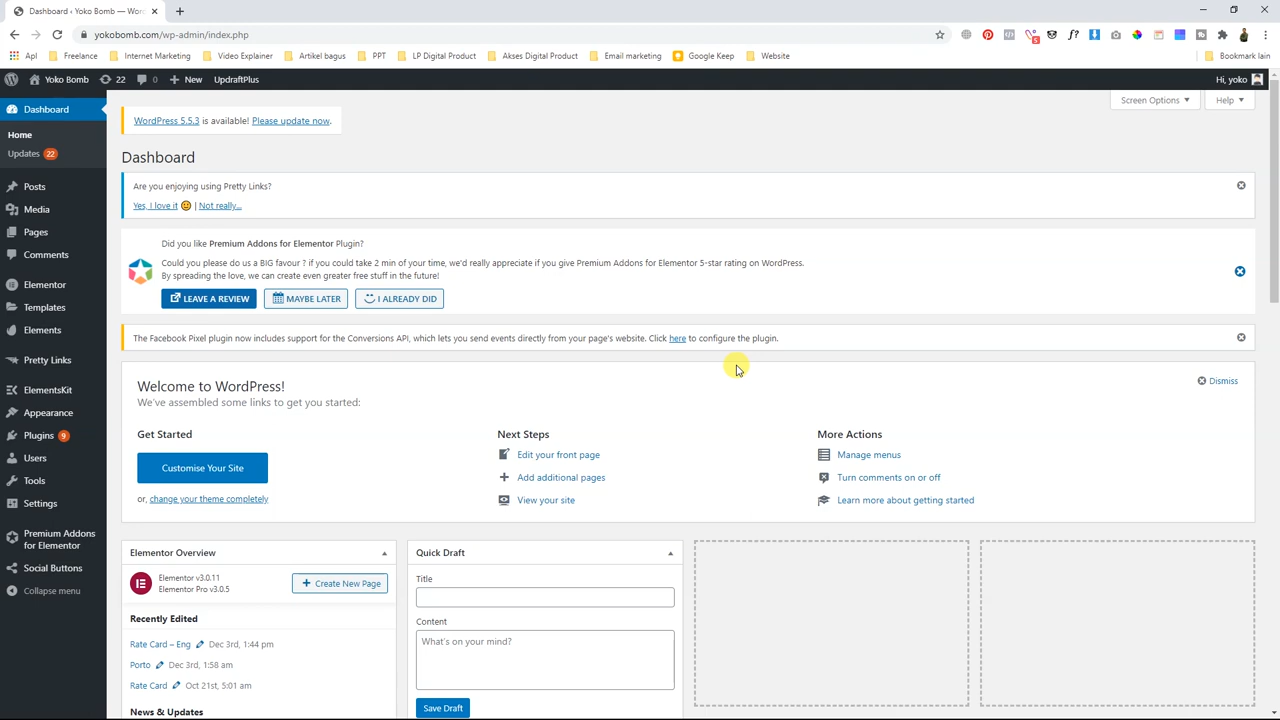 Dashboard ‹ Yoko Bomb — Wor
yokobomb.com/wp-admin/index.php
Apl
Freelance
Internet Marketing
Video Explainer
Artikel bagus
PPT
LP Digital Product
Akses Digital Product
Email marketing
Google Keep
Website
Bookmark lain
Yoko Bomb
22
0
New
UpdraftPlus
Hi, yoko
Dashboard
Home
Updates 22
Posts
Media
Pages
Comments
Elementor
Templates
Elements
Pretty Links
ElementsKit
Appearance
Plugins 9
Users
Tools
Settings
Premium Addons
for Elementor
Social Buttons
Collapse menu
Screen Options
Help
WordPress 5.5.3 is available! Please update now.
Dashboard
Are you enjoying using Pretty Links?
Yes, I love it | Not really...
Did you like Premium Addons for Elementor Plugin?
Could you please do us a BIG favour ? if you could take 2 min of your time, we'd really appreciate if you give Premium Addons for Elementor 5-star rating on WordPress.
By spreading the love, we can create even greater free stuff in the future!
LEAVE A REVIEW
MAYBE LATER
I ALREADY DID
The Facebook Pixel plugin now includes support for the Conversions API, which lets you send events directly from your page's website. Click here to configure the plugin.
Welcome to WordPress!
Dismiss
We've assembled some links to get you started:
Get Started
Customise Your Site
or, change your theme completely
Next Steps
Edit your front page
Add additional pages
View your site
More Actions
Manage menus
Turn comments on or off
Learn more about getting started
Elementor Overview
Elementor v3.0.11
Elementor Pro v3.0.5
Create New Page
Recently Edited
Rate Card – Eng Dec 3rd, 1:44 pm
Porto Dec 3rd, 1:58 am
Rate Card Oct 21st, 5:01 am
News & Updates
Quick Draft
Title
Content
What's on your mind?
Save Draft